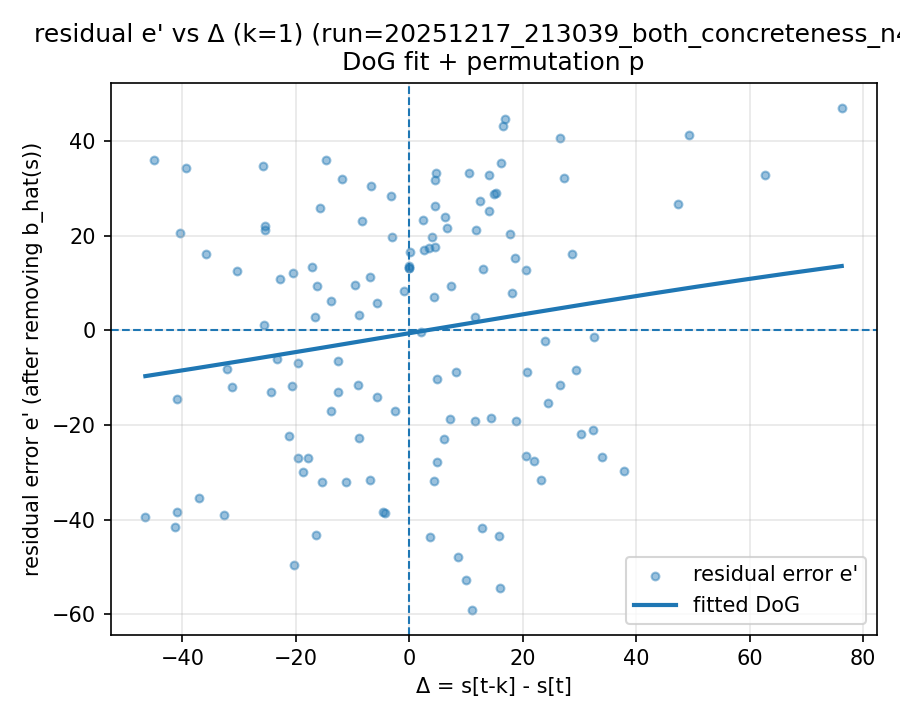 residual e' vs Δ (k=1) (run=20251217_213039_both_concreteness_n4
DoG fit + permutation p
residual error e' (after removing b_hat(s))
40
20
0
−20
−40
−60
−40
−20
0
20
40
60
80
Δ = s[t-k] - s[t]
residual error e'
fitted DoG